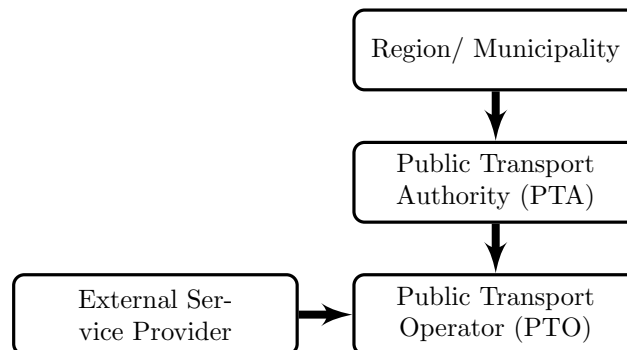 Region/ Municipality
Public Transport
Authority (PTA)
External Ser-
vice Provider
Public Transport
Operator (PTO)